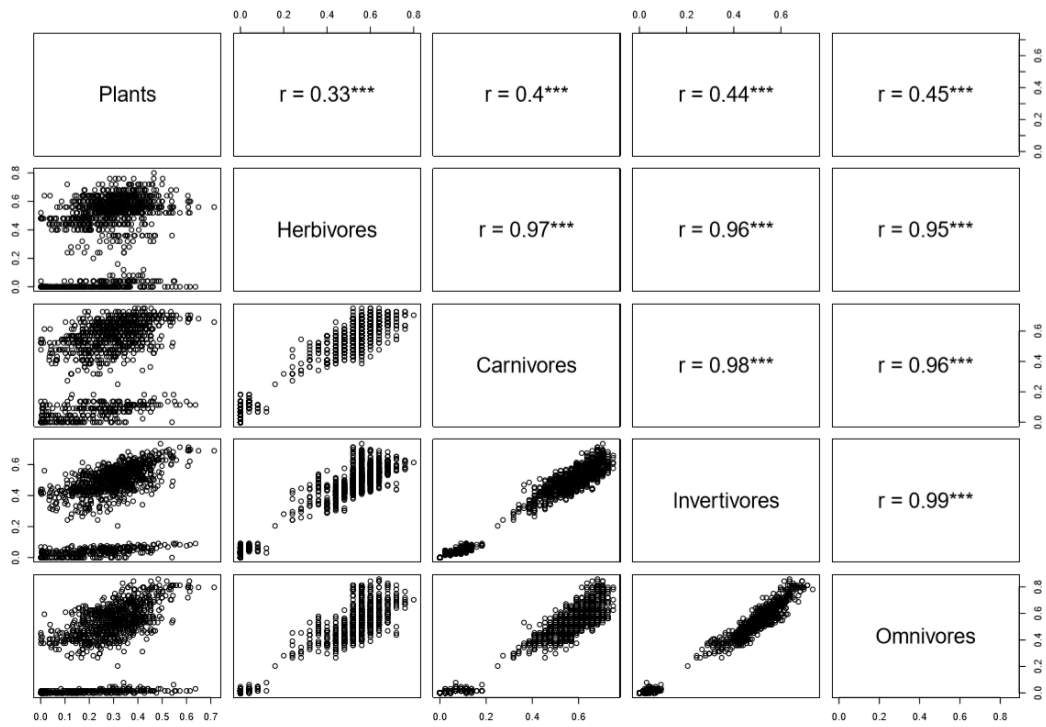 0.0 0.2 0.4 0.6 0.8 0.0 0.2 0.4 0.6
Plants r = 0.33*** r = 0.4*** r = 0.44*** r = 0.45*** 0.0 0.2 0.4 0.6
0.0 0.2 0.4 0.6 0.8 Herbivores r = 0.97*** r = 0.96*** r = 0.95***
Carnivores r = 0.98*** r = 0.96*** 0.0 0.2 0.4 0.6
0.0 0.2 0.4 0.6 Invertivores r = 0.99***
Omnivores 0.0 0.2 0.4 0.6 0.8
0.0 0.1 0.2 0.3 0.4 0.5 0.6 0.7 0.0 0.2 0.4 0.6 0.0 0.2 0.4 0.6 0.8